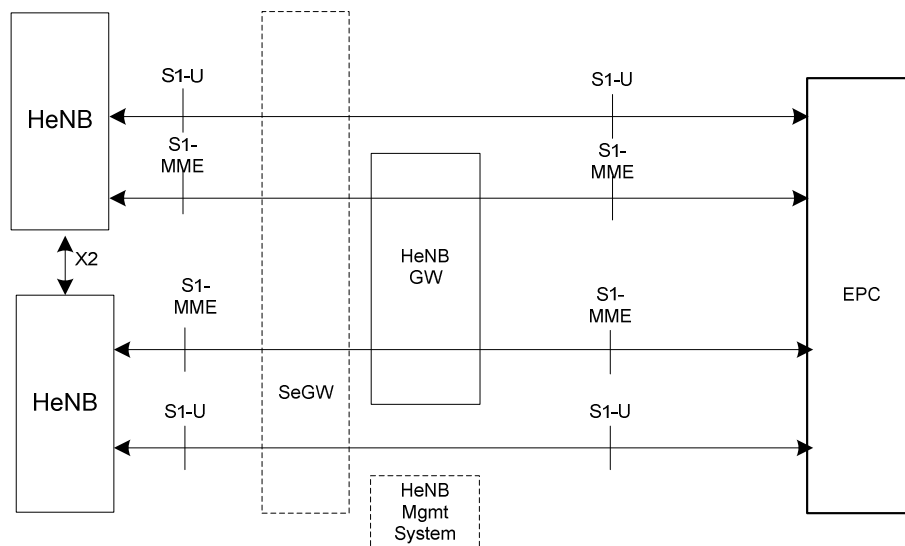 S1-U
S1-U
HeNB
S1-
MME
S1-
MME
HeNB
GW
X2
S1-
MME
S1-
MME
EPC
SeGW
HeNB
S1-U
S1-U
HeNB
Mgmt
System